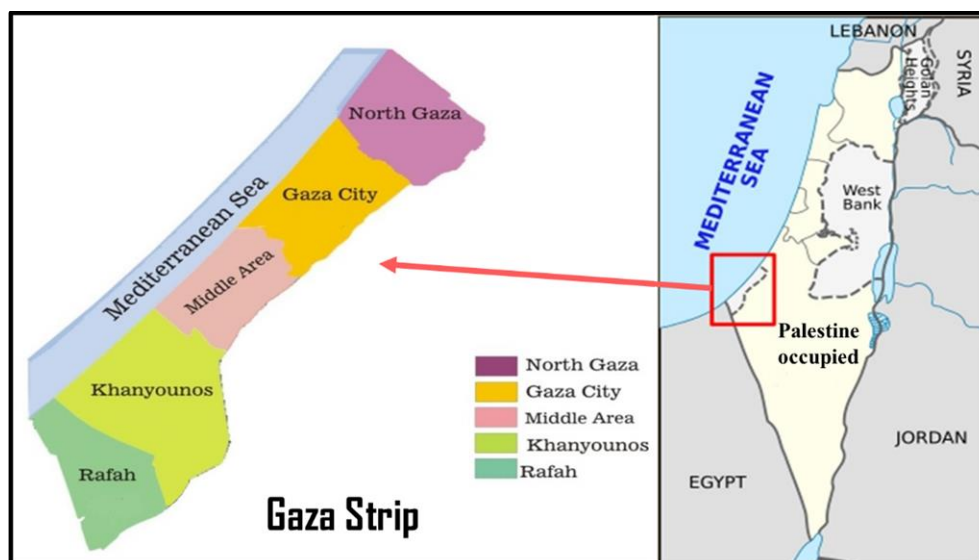 North Gaza
Gaza City
Mediterranean Sea
Middle Area
Khanyounos
Rafah
North Gaza
Gaza City
Middle Area
Khanyounos
Rafah
Gaza Strip
LEBANON
SYRIA
Golan
Heights
MEDITERRANEAN
SEA
West
Bank
Palestine
occupied
JORDAN
EGYPT